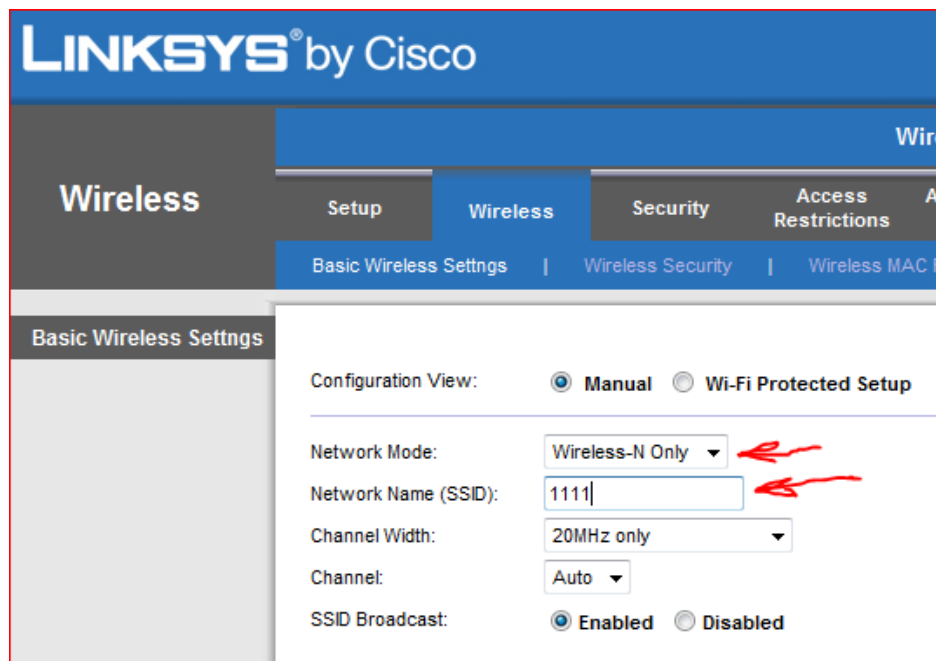 LINKSYS® by Cisco
Wireless
Setup
Wireless
Security
Access Restrictions
Basic Wireless Settngs | Wireless Security | Wireless MAC
Basic Wireless Settngs
Configuration View: Manual Wi-Fi Protected Setup
Network Mode: Wireless-N Only
Network Name (SSID): 1111
Channel Width: 20MHz only
Channel: Auto
SSID Broadcast: Enabled Disabled